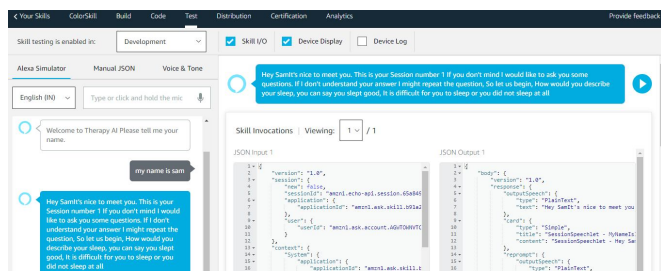 < Your Skills ColorSkill Build Code Test Distribution Certification Analytics Provide feedback
Skill testing is enabled in: Development Skill I/O Device Display Device Log
Alexa Simulator Manual JSON Voice & Tone
English (IN) Type or click and hold the mic
Welcome to Therapy AI Please tell me your
name.
my name is sam
Hey SamIt's nice to meet you. This is your
Session number 1 If you don't mind I would
like to ask you some questions. If I don't
understand your answer I might repeat the
question, So let us begin, How would you
describe your sleep, you can say you slept
good, It is difficult for you to sleep or you
did not sleep at all
Hey SamIt's nice to meet you. This is your Session number 1 If you don't mind I would like to ask you some
questions. If I don't understand your answer I might repeat the question, So let us begin, How would you describe
your sleep, you can say you slept good, It is difficult for you to sleep or you did not sleep at all
Skill Invocations | Viewing: 1 / 1
JSON Input 1
1 {
2 "version": "1.0",
3 "session": {
4 "new": false,
5 "sessionId": "amzn1.echo-api.session.65a849
6 "application": {
7 "applicationId": "amzn1.ask.skill.b91a2
8 },
9 "user": {
10 "userId": "amzn1.ask.account.AGVTOWWVTC
11 }
12 },
13 "context": {
14 "System": {
15 "application": {
16 "applicationId": "amzn1.ask.skill.b
JSON Output 1
1 {
2 "body": {
3 "version": "1.0",
4 "response": {
5 "outputSpeech": {
6 "type": "PlainText",
7 "text": "Hey SamIt's nice to meet you
8 },
9 "card": {
10 "type": "Simple",
11 "title": "SessionSpeechlet - MyNameIs
12 "content": "SessionSpeechlet - Hey Sa
13 },
14 "reprompt": {
15 "outputSpeech": {
16 "type": "PlainText",